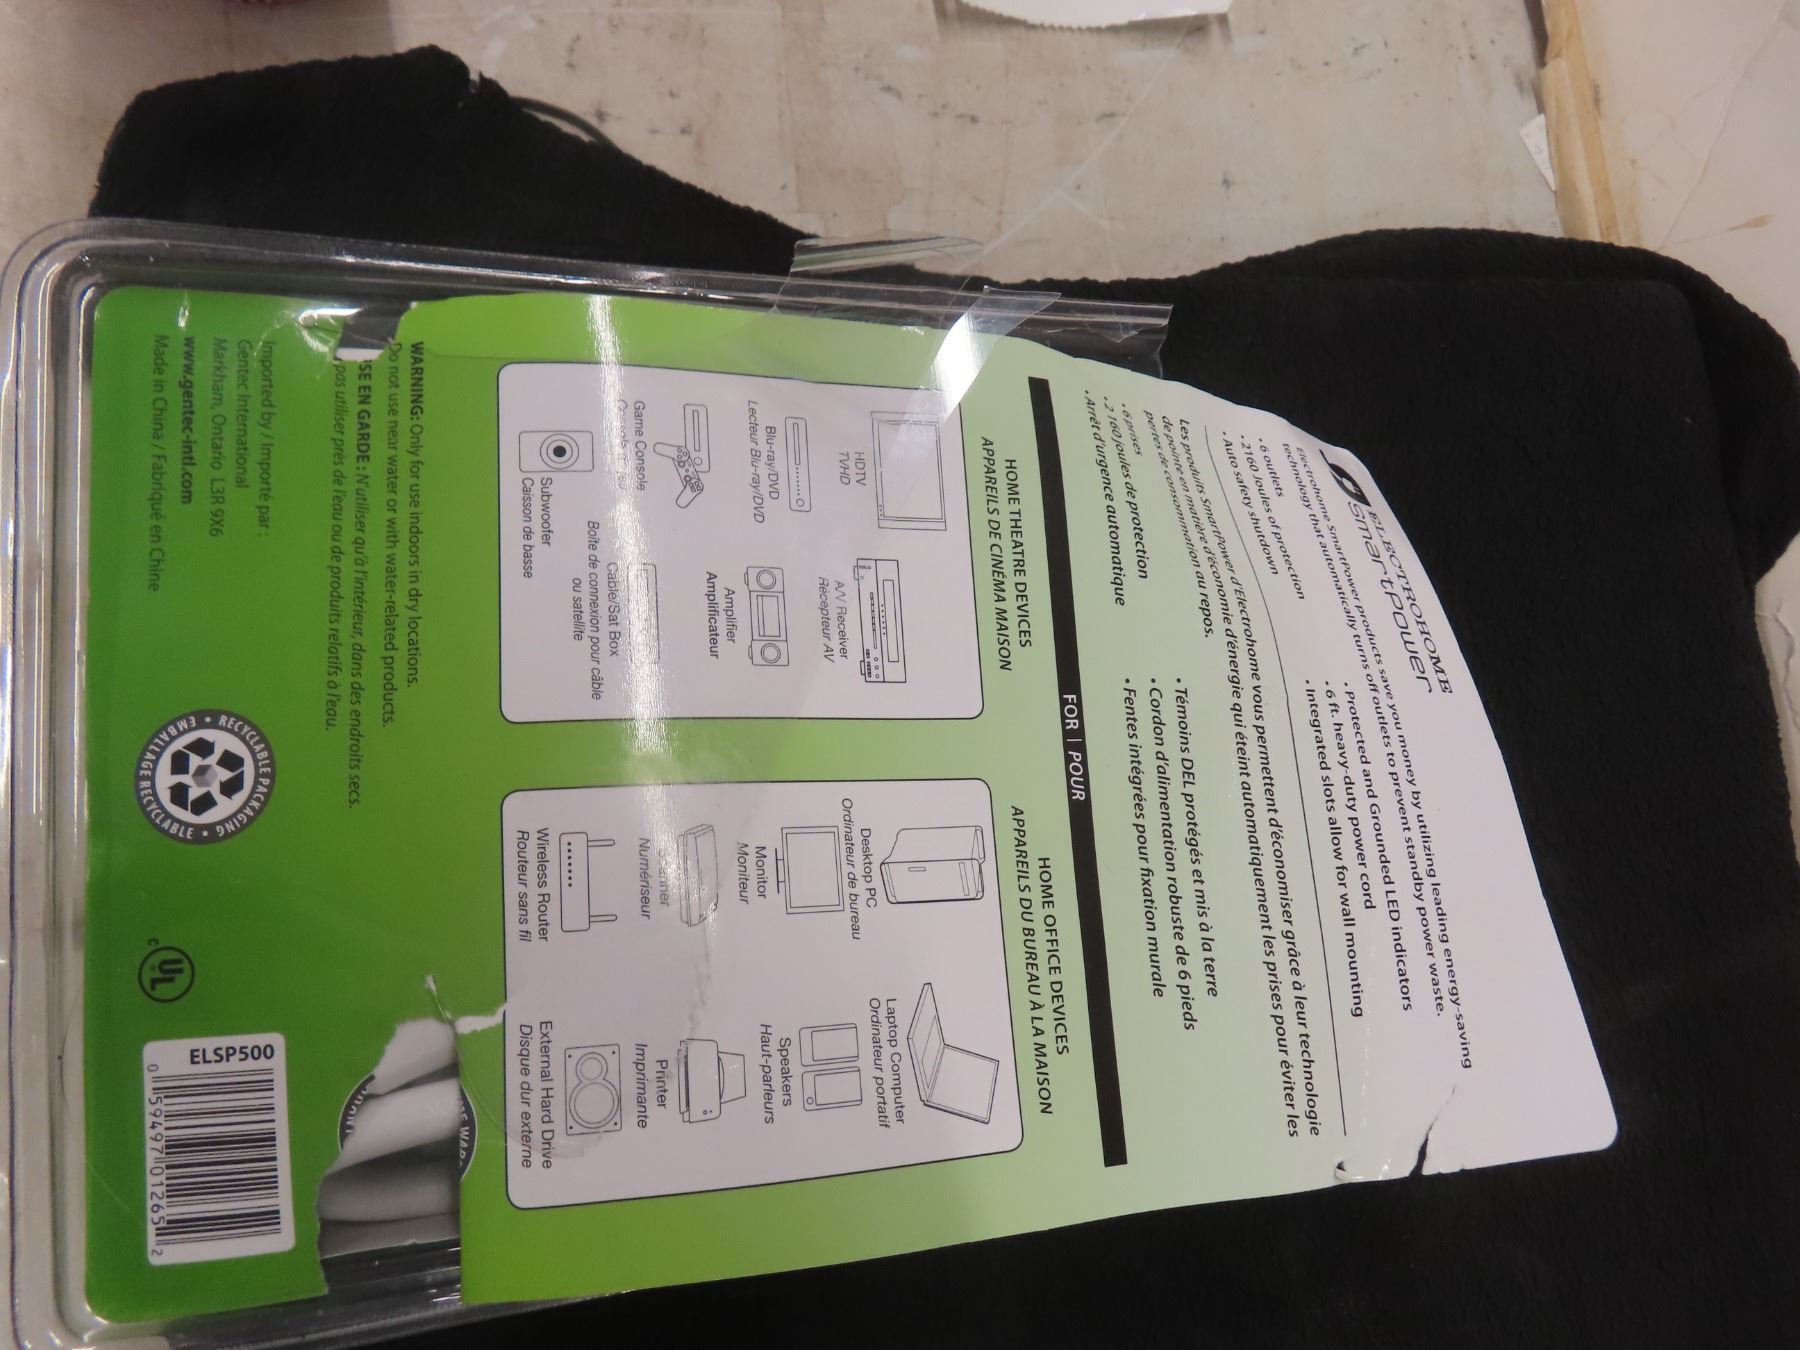 ELECTROHOME
smartpower
Electrohome SmartPower products save you money by utilizing leading energy-saving
technology that automatically turns off outlets to prevent standby power waste.
• 6 outlets
• 2160 Joules of protection
• Auto safety shutdown
• Protected and Grounded LED indicators
• 6 ft. heavy-duty power cord
• Integrated slots allow for wall mounting
Les produits SmartPower d'Electrohome vous permettent d'économiser grâce à leur technologie
de pointe en matière d'économie d'énergie qui éteint automatiquement les prises pour éviter les
pertes de consommation au repos.
• 6 prises
• 2 160 joules de protection
• Arrêt d'urgence automatique
• Témoins DEL protégés et mis à la terre
• Cordon d'alimentation robuste de 6 pieds
• Fentes intégrées pour fixation murale
FOR | POUR
HOME THEATRE DEVICES
APPAREILS DE CINÉMA MAISON
HDTV
TVHD
A/V Receiver
Récepteur AV
Blu-ray/DVD
Lecteur Blu-ray/DVD
Amplifier
Amplificateur
Game Console
Cable/Sat Box
Boîte de connexion pour câble
ou satellite
Subwoofer
Caisson de basse
HOME OFFICE DEVICES
APPAREILS DU BUREAU À LA MAISON
Desktop PC
Ordinateur de bureau
Laptop Computer
Ordinateur portatif
Monitor
Moniteur
Speakers
Haut-parleurs
Numériseur
Printer
Imprimante
Wireless Router
Routeur sans fil
External Hard Drive
Disque dur externe
WARNING: Only for use indoors in dry locations.
Do not use near water or with water-related products.
SE EN GARDE : N'utiliser qu'à l'intérieur, dans des endroits secs.
pas utiliser près de l'eau ou de produits relatifs à l'eau.
Imported by / Importé par :
Gentec International
Markham, Ontario L3R 9X6
www.gentec-intl.com
Made in China / Fabriqué en Chine
RECYCLABLE PACKAGING •
EMBALLAGE RECYCLABLE •
C UL
ELSP500
0 59497 01265 2